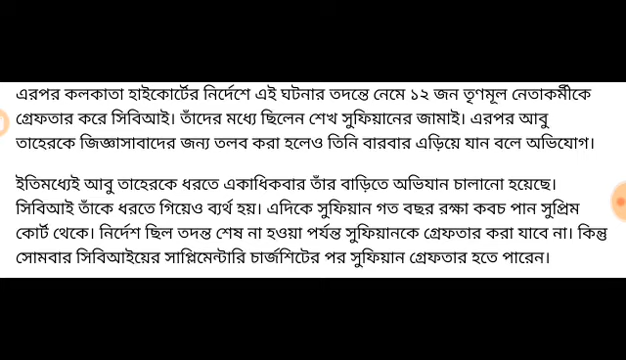 এরপর কলকাতা হাইকোর্টের নির্দেশে এই ঘটনার তদন্তে নেমে ১২ জন তৃণমূল নেতাকর্মীকে
গ্রেফতার করে সিবিআই। তাঁদের মধ্যে ছিলেন শেখ সুফিয়ানের জামাই। এরপর আবু
তাহেরকে জিজ্ঞাসাবাদের জন্য তলব করা হলেও তিনি বারবার এড়িয়ে যান বলে অভিযোগ।
ইতিমধ্যেই আবু তাহেরকে ধরতে একাধিকবার তাঁর বাড়িতে অভিযান চালানো হয়েছে।
সিবিআই তাঁকে ধরতে গিয়েও ব্যর্থ হয়। এদিকে সুফিয়ান গত বছর রক্ষা কবচ পান সুপ্রিম
কোর্ট থেকে। নির্দেশ ছিল তদন্ত শেষ না হওয়া পর্যন্ত সুফিয়ানকে গ্রেফতার করা যাবে না। কিন্তু
সোমবার সিবিআইয়ের সাপ্লিমেন্টারি চার্জশিটের পর সুফিয়ান গ্রেফতার হতে পারেন।